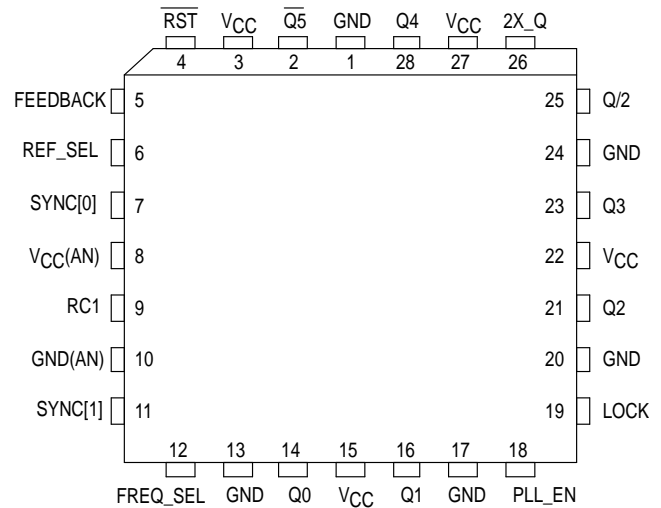 RST VCC Q5 GND Q4 VCC 2X_Q
4 3 2 1 28 27 26
FEEDBACK 5 25 Q/2
REF_SEL 6 24 GND
SYNC[0] 7 23 Q3
VCC(AN) 8 22 VCC
RC1 9 21 Q2
GND(AN) 10 20 GND
SYNC[1] 11 19 LOCK
12 13 14 15 16 17 18
FREQ_SEL GND Q0 VCC Q1 GND PLL_EN